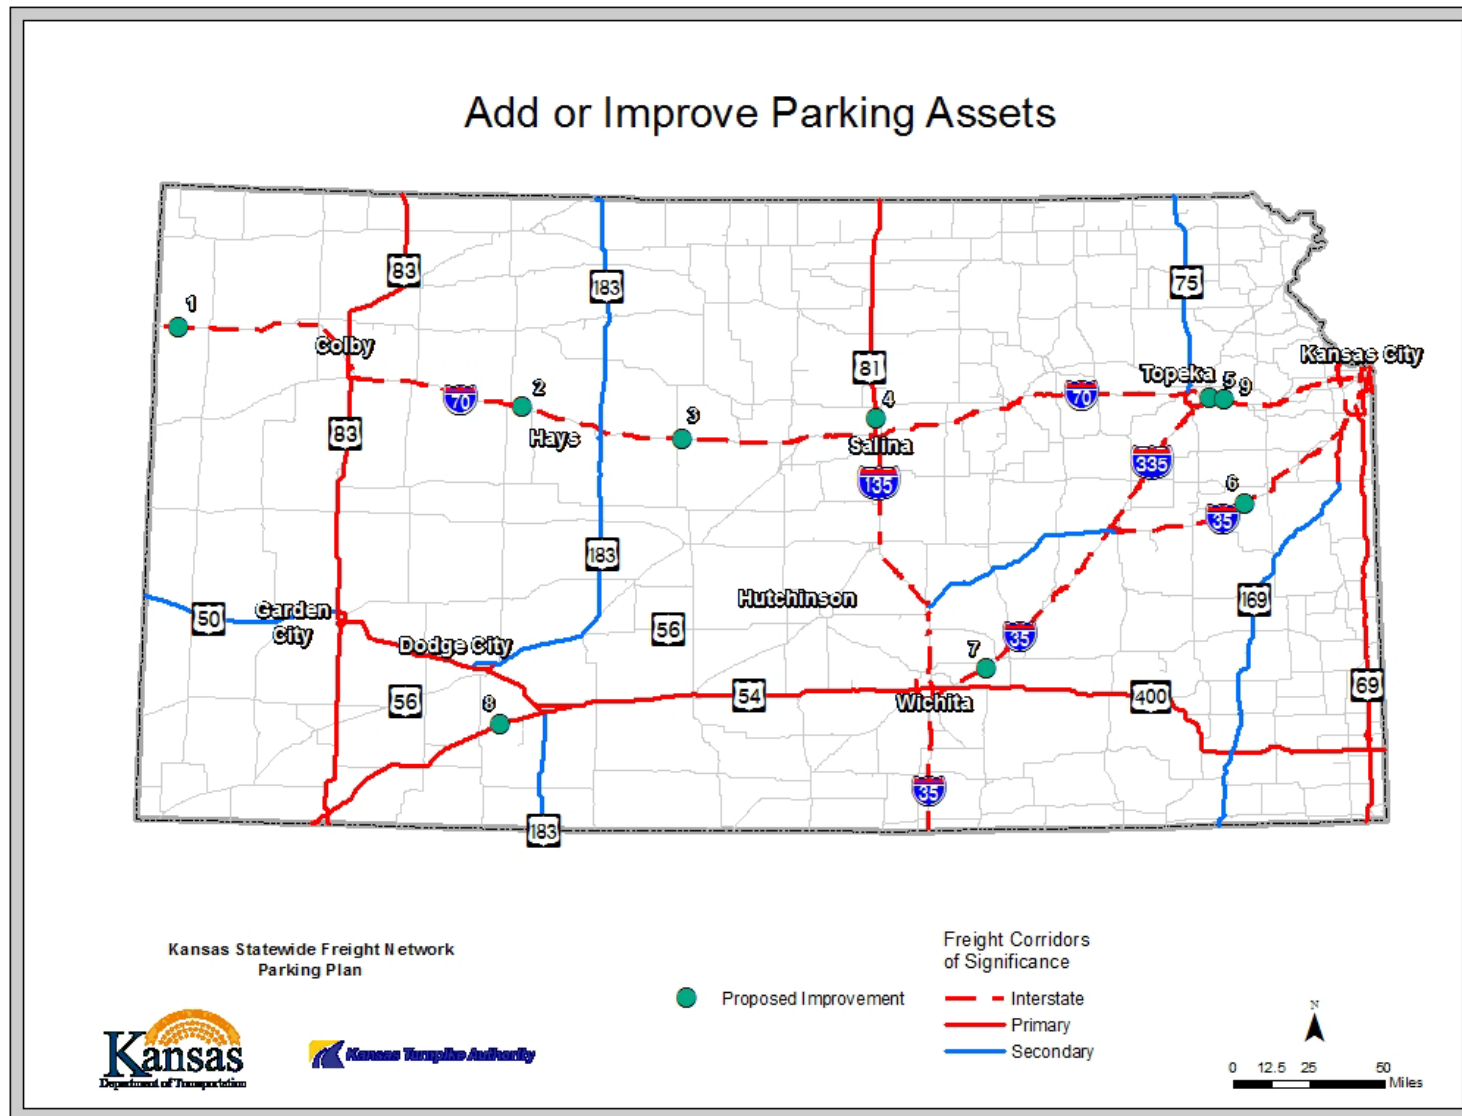 Add or Improve Parking Assets
83
183
75
1
Colby
Kansas City
81
Topeka
5
9
70
2
70
4
83
Hays
3
Salina
335
135
6
35
183
Hutchinson
169
50
Garden
City
56
35
Dodge City
7
69
56
8
54
Wichita
400
35
183
Kansas Statewide Freight Network
Parking Plan
Proposed Improvement
Freight Corridors
of Significance
Interstate
Primary
Secondary
Kansas
Department of Transportation
Kansas Turnpike Authority
N
0 12.5 25 50
Miles